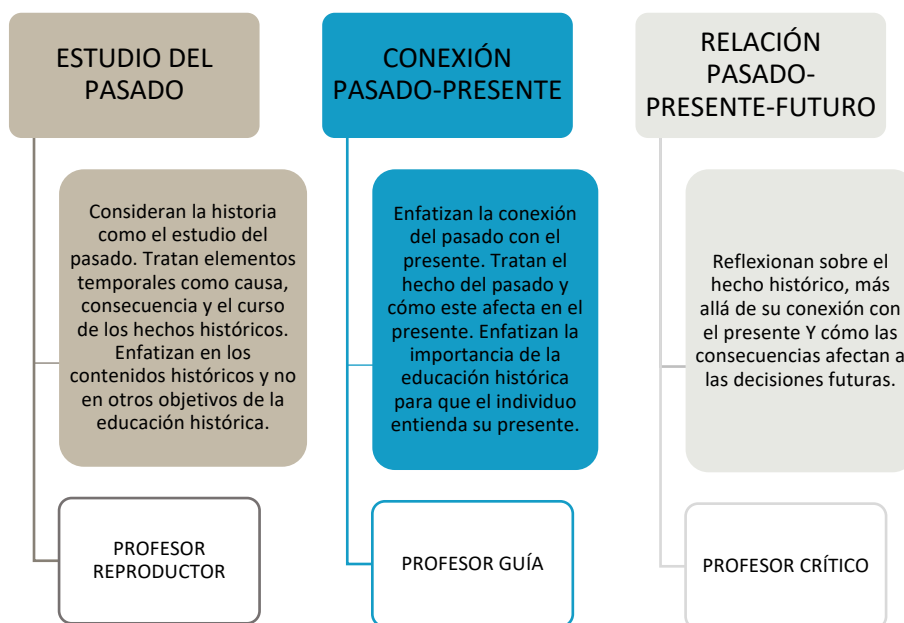 ESTUDIO DEL
PASADO
Consideran la historia
como el estudio del
pasado. Tratan elementos
temporales como causa,
consecuencia y el curso
de los hechos históricos.
Enfatizan en los
contenidos históricos y no
en otros objetivos de la
educación histórica.
PROFESOR
REPRODUCTOR
CONEXIÓN
PASADO-PRESENTE
Enfatizan la conexión
del pasado con el
presente. Tratan el
hecho del pasado y
cómo este afecta en el
presente. Enfatizan la
importancia de la
educación histórica
para que el individuo
entienda su presente.
PROFESOR GUÍA
RELACIÓN
PASADO-
PRESENTE-FUTURO
Reflexionan sobre el
hecho histórico, más
allá de su conexión con
el presente Y cómo las
consecuencias afectan a
las decisiones futuras.
PROFESOR CRÍTICO